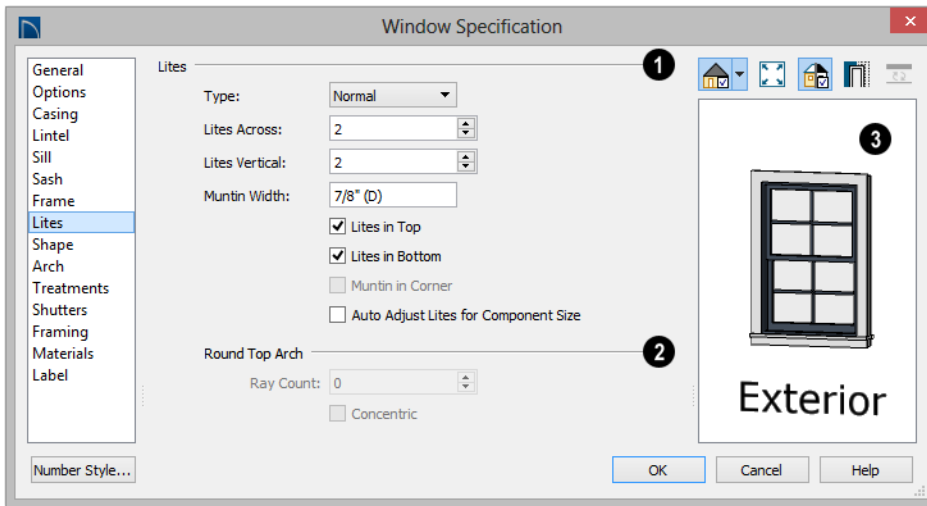 Window Specification
General
Options
Casing
Lintel
Sill
Sash
Frame
Lites
Shape
Arch
Treatments
Shutters
Framing
Materials
Label
Number Style...
Lites
1
Type: Normal
Lites Across: 2
Lites Vertical: 2
Muntin Width: 7/8" (D)
Lites in Top
Lites in Bottom
Muntin in Corner
Auto Adjust Lites for Component Size
Round Top Arch
2
Ray Count: 0
Concentric
3
Exterior
OK Cancel Help